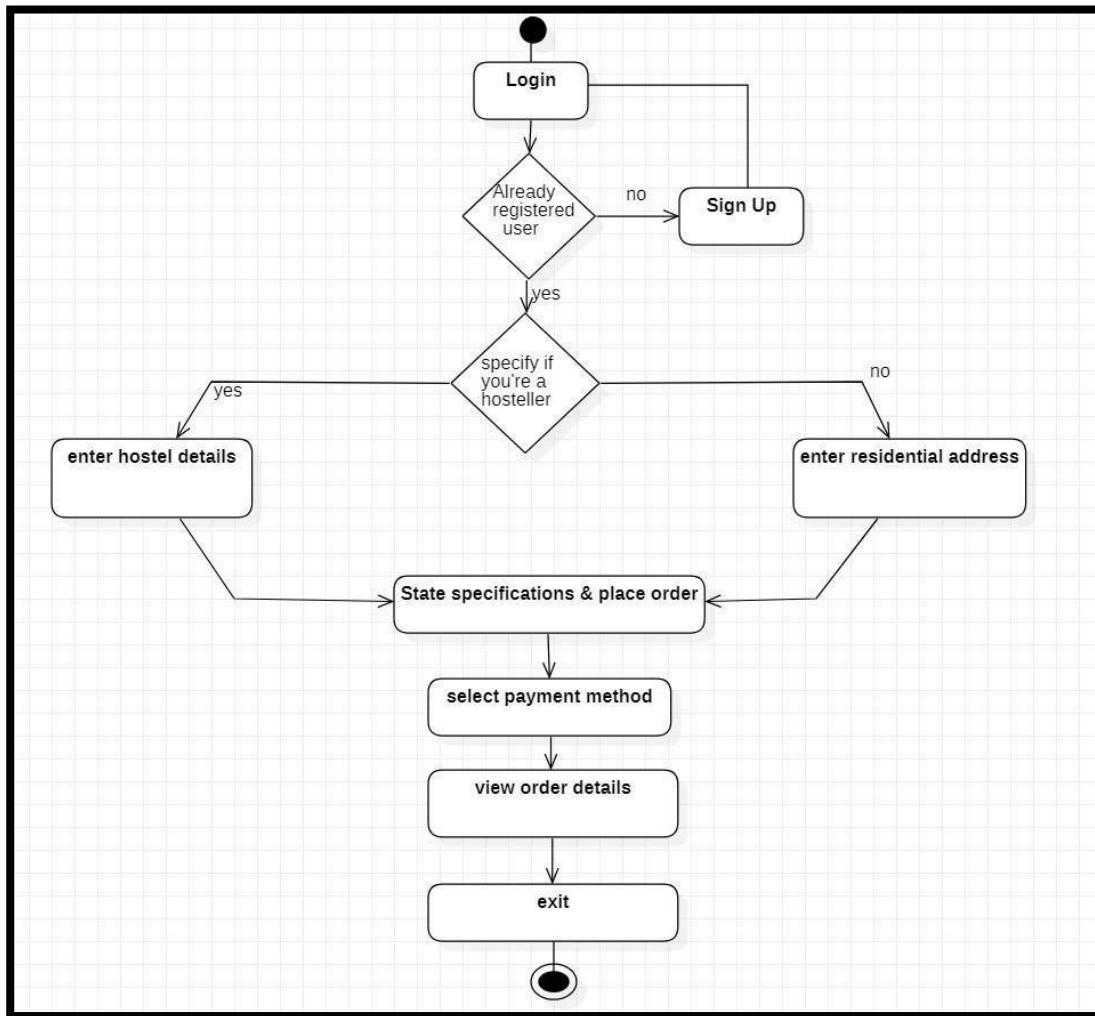 Login
Already
registered
user
no
Sign Up
yes
specify if
you're a
hosteller
yes
no
enter hostel details
enter residential address
State specifications & place order
select payment method
view order details
exit